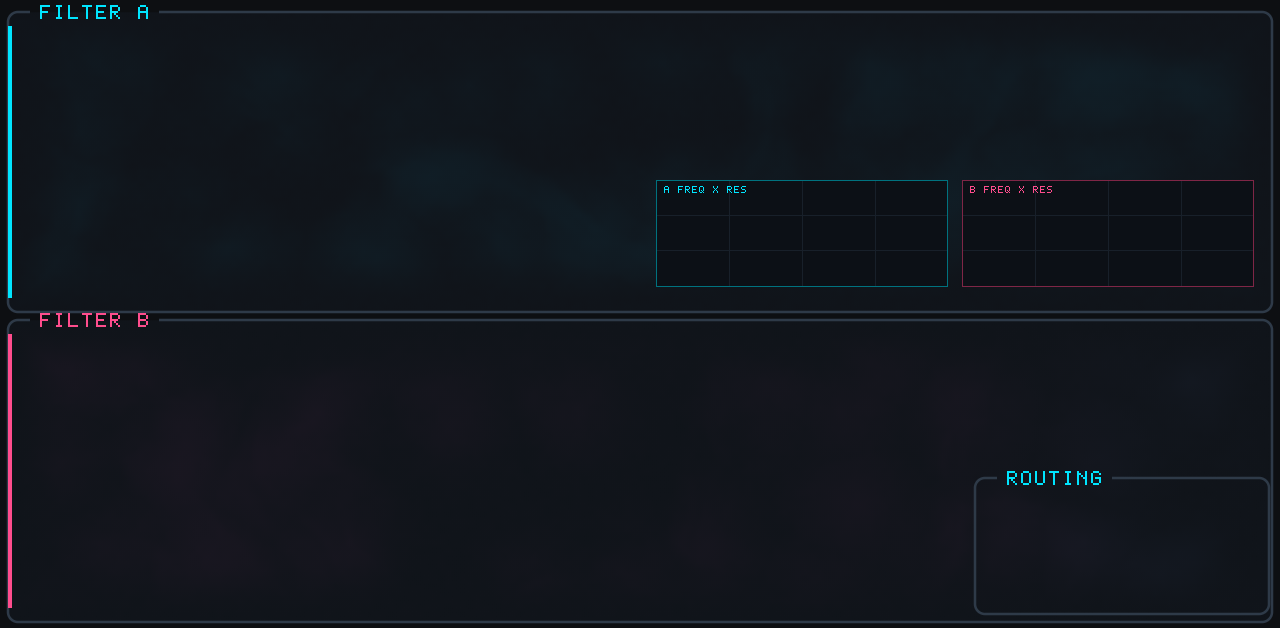 FILTER A
A FREQ X RES
B FREQ X RES
FILTER B
ROUTING